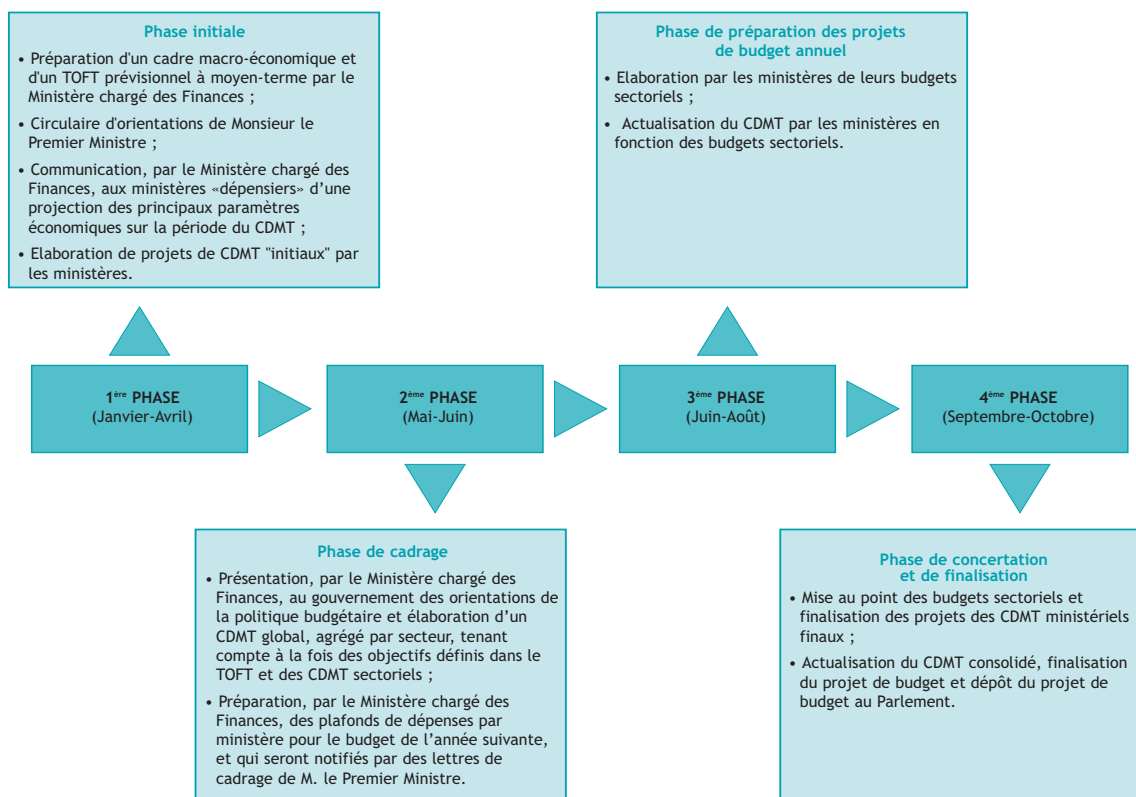 Phase initiale
• Préparation d'un cadre macro-économique et
d'un TOFT prévisionnel à moyen-terme par le
Ministère chargé des Finances ;
• Circulaire d'orientations de Monsieur le
Premier Ministre ;
• Communication, par le Ministère chargé des
Finances, aux ministères «dépensiers» d’une
projection des principaux paramètres
économiques sur la période du CDMT ;
• Elaboration de projets de CDMT "initiaux" par
les ministères.
Phase de préparation des projets
de budget annuel
• Elaboration par les ministères de leurs budgets
sectoriels ;
• Actualisation du CDMT par les ministères en
fonction des budgets sectoriels.
1ère PHASE
(Janvier-Avril)
2ème PHASE
(Mai-Juin)
3ème PHASE
(Juin-Août)
4ème PHASE
(Septembre-Octobre)
Phase de cadrage
• Présentation, par le Ministère chargé des
Finances, au gouvernement des orientations de
la politique budgétaire et élaboration d’un
CDMT global, agrégé par secteur, tenant
compte à la fois des objectifs définis dans le
TOFT et des CDMT sectoriels ;
• Préparation, par le Ministère chargé des
Finances, des plafonds de dépenses par
ministère pour le budget de l’année suivante,
et qui seront notifiés par des lettres de
cadrage de M. le Premier Ministre.
Phase de concertation
et de finalisation
• Mise au point des budgets sectoriels et
finalisation des projets des CDMT ministériels
finaux ;
• Actualisation du CDMT consolidé, finalisation
du projet de budget et dépôt du projet de
budget au Parlement.